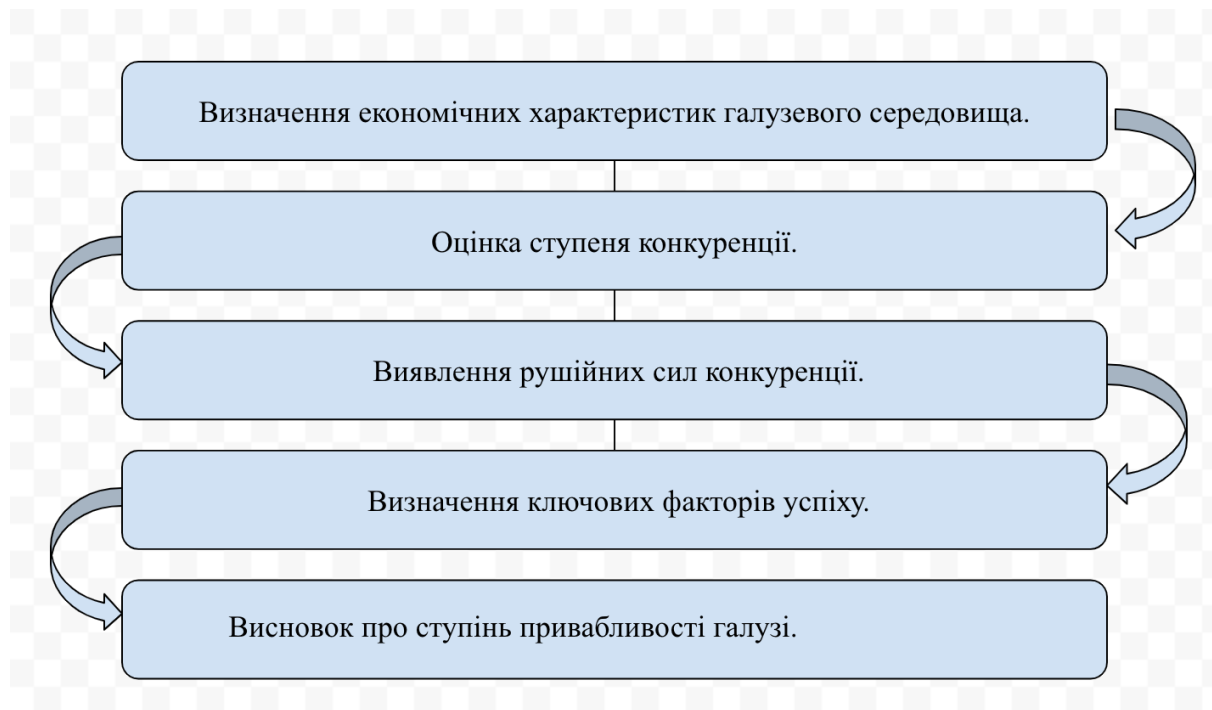 Визначення економічних характеристик галузевого середовища.
Оцінка ступеня конкуренції.
Виявлення рушійних сил конкуренції.
Визначення ключових факторів успіху.
Висновок про ступінь привабливості галузі.